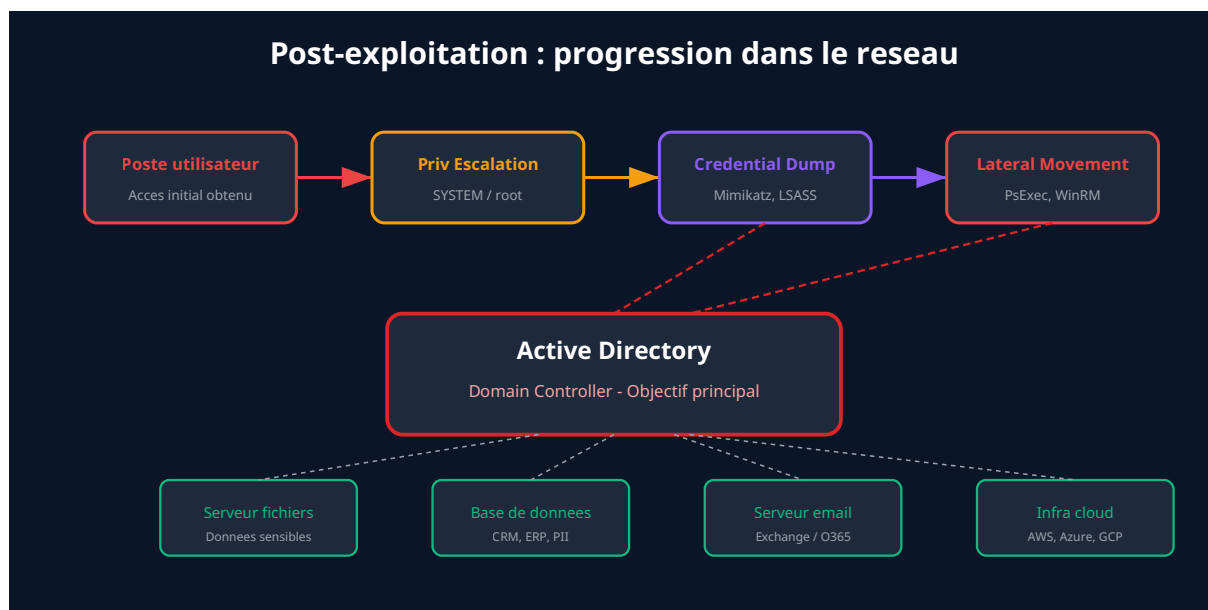 Post-exploitation : progression dans le reseau
Poste utilisateur
Acces initial obtenu
Priv Escalation
SYSTEM / root
Credential Dump
Mimikatz, LSASS
Lateral Movement
PsExec, WinRM
Active Directory
Domain Controller - Objectif principal
Serveur fichiers
Donnees sensibles
Base de donnees
CRM, ERP, PII
Serveur email
Exchange / O365
Infra cloud
AWS, Azure, GCP